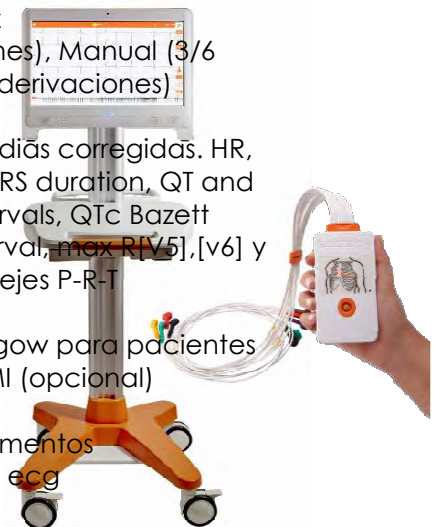 nes), Manual (3/6
derivaciones)
dias corregidas. HR,
RS duration, QT and
rvals, QTc Bazett
rval, max R[V5],[v6] y
ejes P-R-T
gow para pacientes
MI (opcional)
mentos
ecg